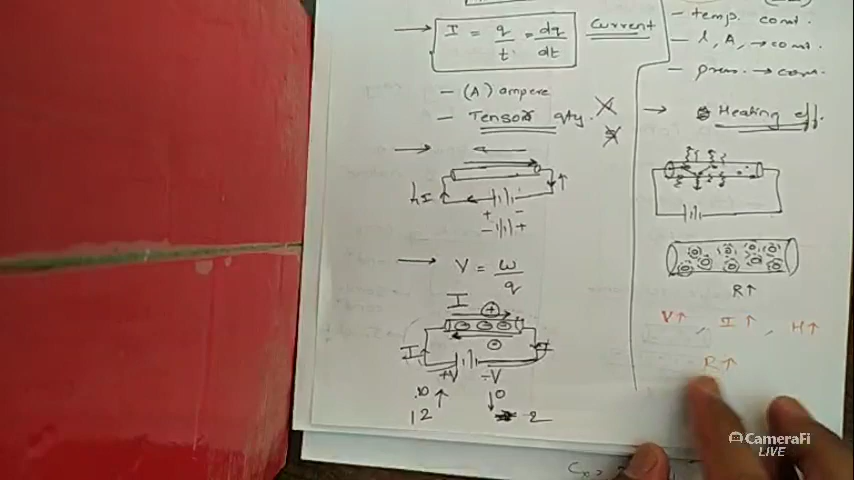 I = q/t = dq/dt Current
- (A) ampere
- Tensor qty.
I
V = w/q
I +
- - -
-
I
+V -V
10 ↑ ↓ 0
12 -2
- temp. const.
- l, A, → const.
- pres. → const.
→ Heating eff.
R↑
V↑, I↑, H↑
R↑
CameraFi
LIVE